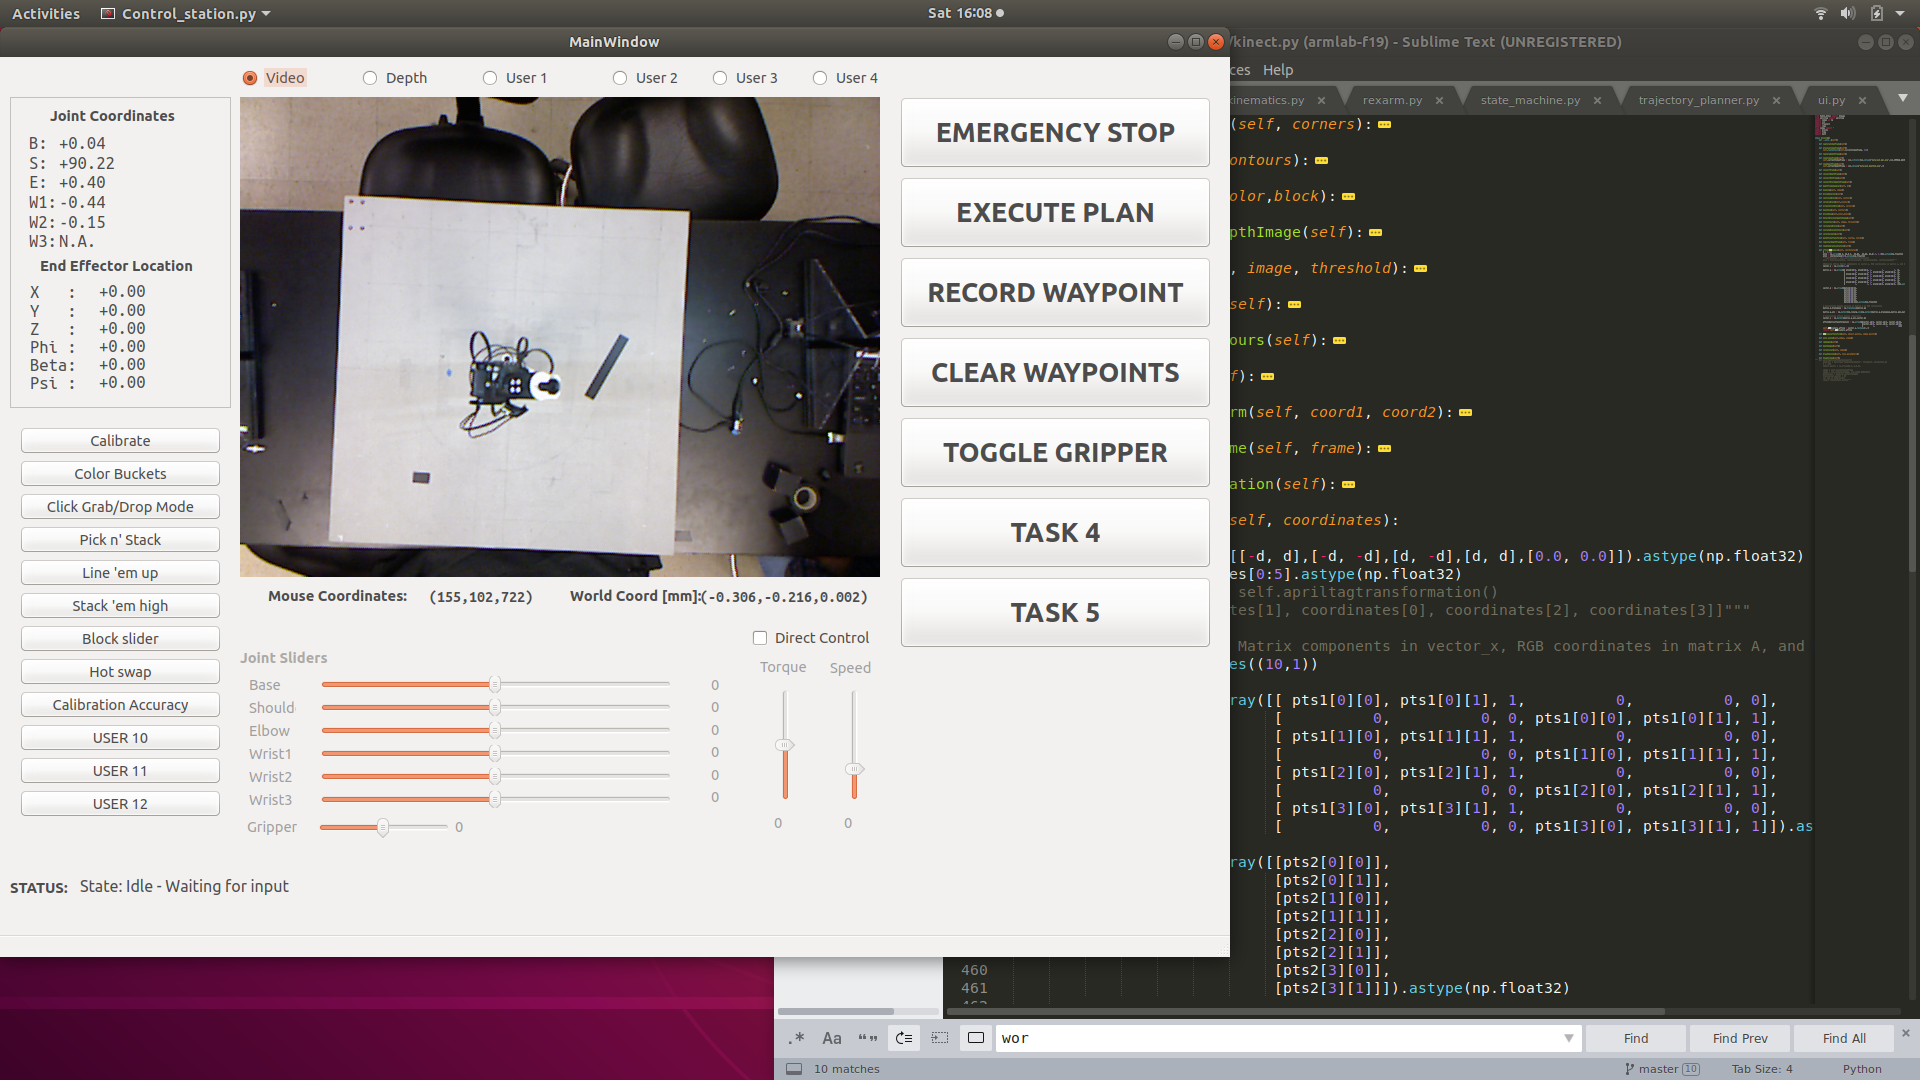 Activities
Control_station.py
Sat 16:08
MainWindow
Video
Depth
User 1
User 2
User 3
User 4
Joint Coordinates
B: +0.04
S: +90.22
E: +0.40
W1: -0.44
W2: -0.15
W3: N.A.
End Effector Location
X : +0.00
Y : +0.00
Z : +0.00
Phi : +0.00
Beta: +0.00
Psi : +0.00
Calibrate
Color Buckets
Click Grab/Drop Mode
Pick n' Stack
Line 'em up
Stack 'em high
Block slider
Hot swap
Calibration Accuracy
USER 10
USER 11
USER 12
Mouse Coordinates: (155,102,722)
World Coord [mm]: (-0.306,-0.216,0.002)
Direct Control
Joint Sliders
Torque
Speed
Base 0
Should 0
Elbow 0
Wrist1 0
Wrist2 0
Wrist3 0
Gripper 0
0
0
EMERGENCY STOP
EXECUTE PLAN
RECORD WAYPOINT
CLEAR WAYPOINTS
TOGGLE GRIPPER
TASK 4
TASK 5
STATUS: State: Idle - Waiting for input
/kinect.py (armlab-f19) - Sublime Text (UNREGISTERED)
ces Help
inematics.py
rexarm.py
state_machine.py
trajectory_planner.py
ui.py
(self, corners):
ontours):
olor,block):
pthImage(self):
, image, threshold):
self):
ours(self):
f):
rm(self, coord1, coord2):
me(self, frame):
ation(self):
self, coordinates):
[[-d, d],[-d, -d],[d, -d],[d, d],[0.0, 0.0]]).astype(np.float32)
es[0:5].astype(np.float32)
self.apriltagtransformation()
tes[1], coordinates[0], coordinates[2], coordinates[3]]"""
Matrix components in vector_x, RGB coordinates in matrix A, and
es((10,1))
ray([[ pts1[0][0], pts1[0][1], 1, 0, 0, 0],
[ 0, 0, 0, pts1[0][0], pts1[0][1], 1],
[ pts1[1][0], pts1[1][1], 1, 0, 0, 0],
[ 0, 0, 0, pts1[1][0], pts1[1][1], 1],
[ pts1[2][0], pts1[2][1], 1, 0, 0, 0],
[ 0, 0, 0, pts1[2][0], pts1[2][1], 1],
[ pts1[3][0], pts1[3][1], 1, 0, 0, 0],
[ 0, 0, 0, pts1[3][0], pts1[3][1], 1]]).as
ray([[pts2[0][0]],
[pts2[0][1]],
[pts2[1][0]],
[pts2[1][1]],
[pts2[2][0]],
[pts2[2][1]],
460 [pts2[3][0]],
461 [pts2[3][1]]]).astype(np.float32)
.* Aa “” wor Find Find Prev Find All
10 matches
master 10
Tab Size: 4
Python